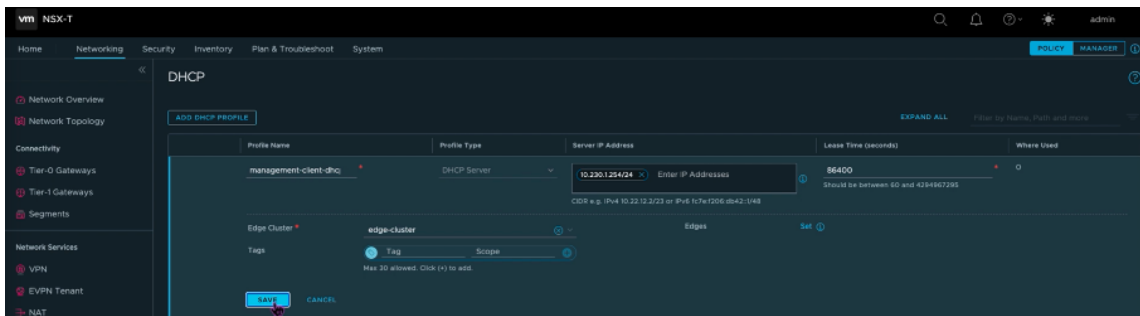 vm NSX-T
admin
Home Networking Security Inventory Plan & Troubleshoot System
POLICY MANAGER
DHCP
Network Overview
Network Topology
Connectivity
Tier-0 Gateways
Tier-1 Gateways
Segments
Network Services
VPN
EVPN Tenant
NAT
ADD DHCP PROFILE
EXPAND ALL
Filter by Name, Path and more
Profile Name Profile Type Server IP Address Lease Time (seconds) Where Used
management-client-dhc * DHCP Server 10.230.1.254/24 Enter IP Addresses 86400 * 0
Should be between 60 and 4294967295
CIDR e.g. IPv4 10.22.12.2/23 or IPv6 fc7e:f206:db42::1/48
Edge Cluster * edge-cluster Edges Set
Tags Tag Scope
Max 30 allowed. Click (+) to add.
SAVE CANCEL